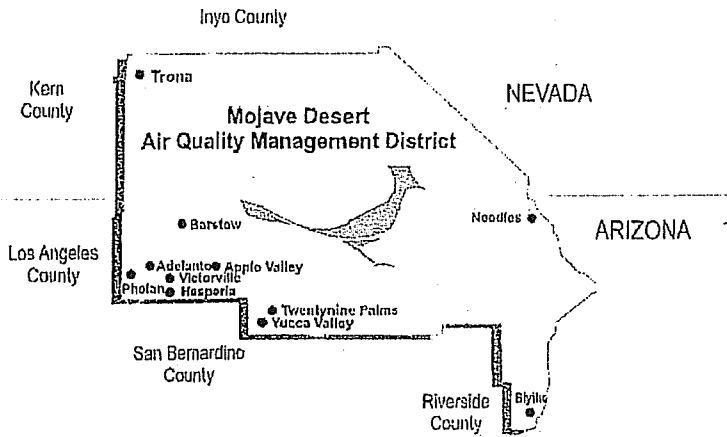 Inyo County
Trona
Kern
County
NEVADA
Mojave Desert
Air Quality Management District
Barstow
Needles
ARIZONA
Los Angeles
County
Adelanto
Apple Valley
Victorville
Phelan
Hesperia
Twentynine Palms
Yucca Valley
San Bernardino
County
Riverside
County
Blythe